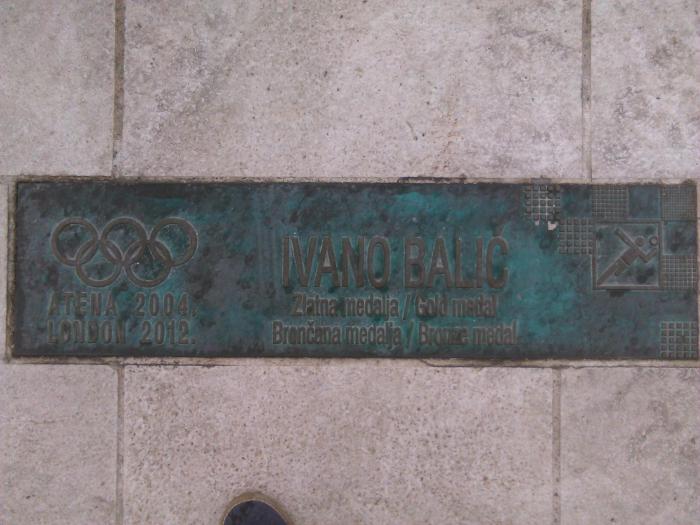 ATENA 2004.
LONDON 2012.
IVANO BALIĆ
Zlatna medalja / Gold medal
Brončana medalja / Bronze medal